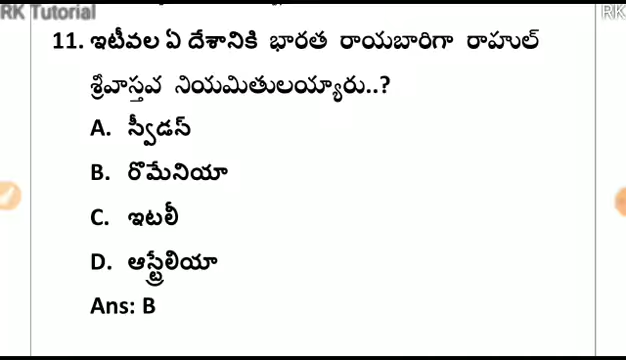 RK Tutorial
RK
11. ఇటీవల ఏ దేశానికి భారత రాయబారిగా రాహుల్
శ్రీవాస్తవ నియమితులయ్యారు..?
A. స్వీడన్
B. రొమేనియా
C. ఇటలీ
D. ఆస్ట్రేలియా
Ans: B